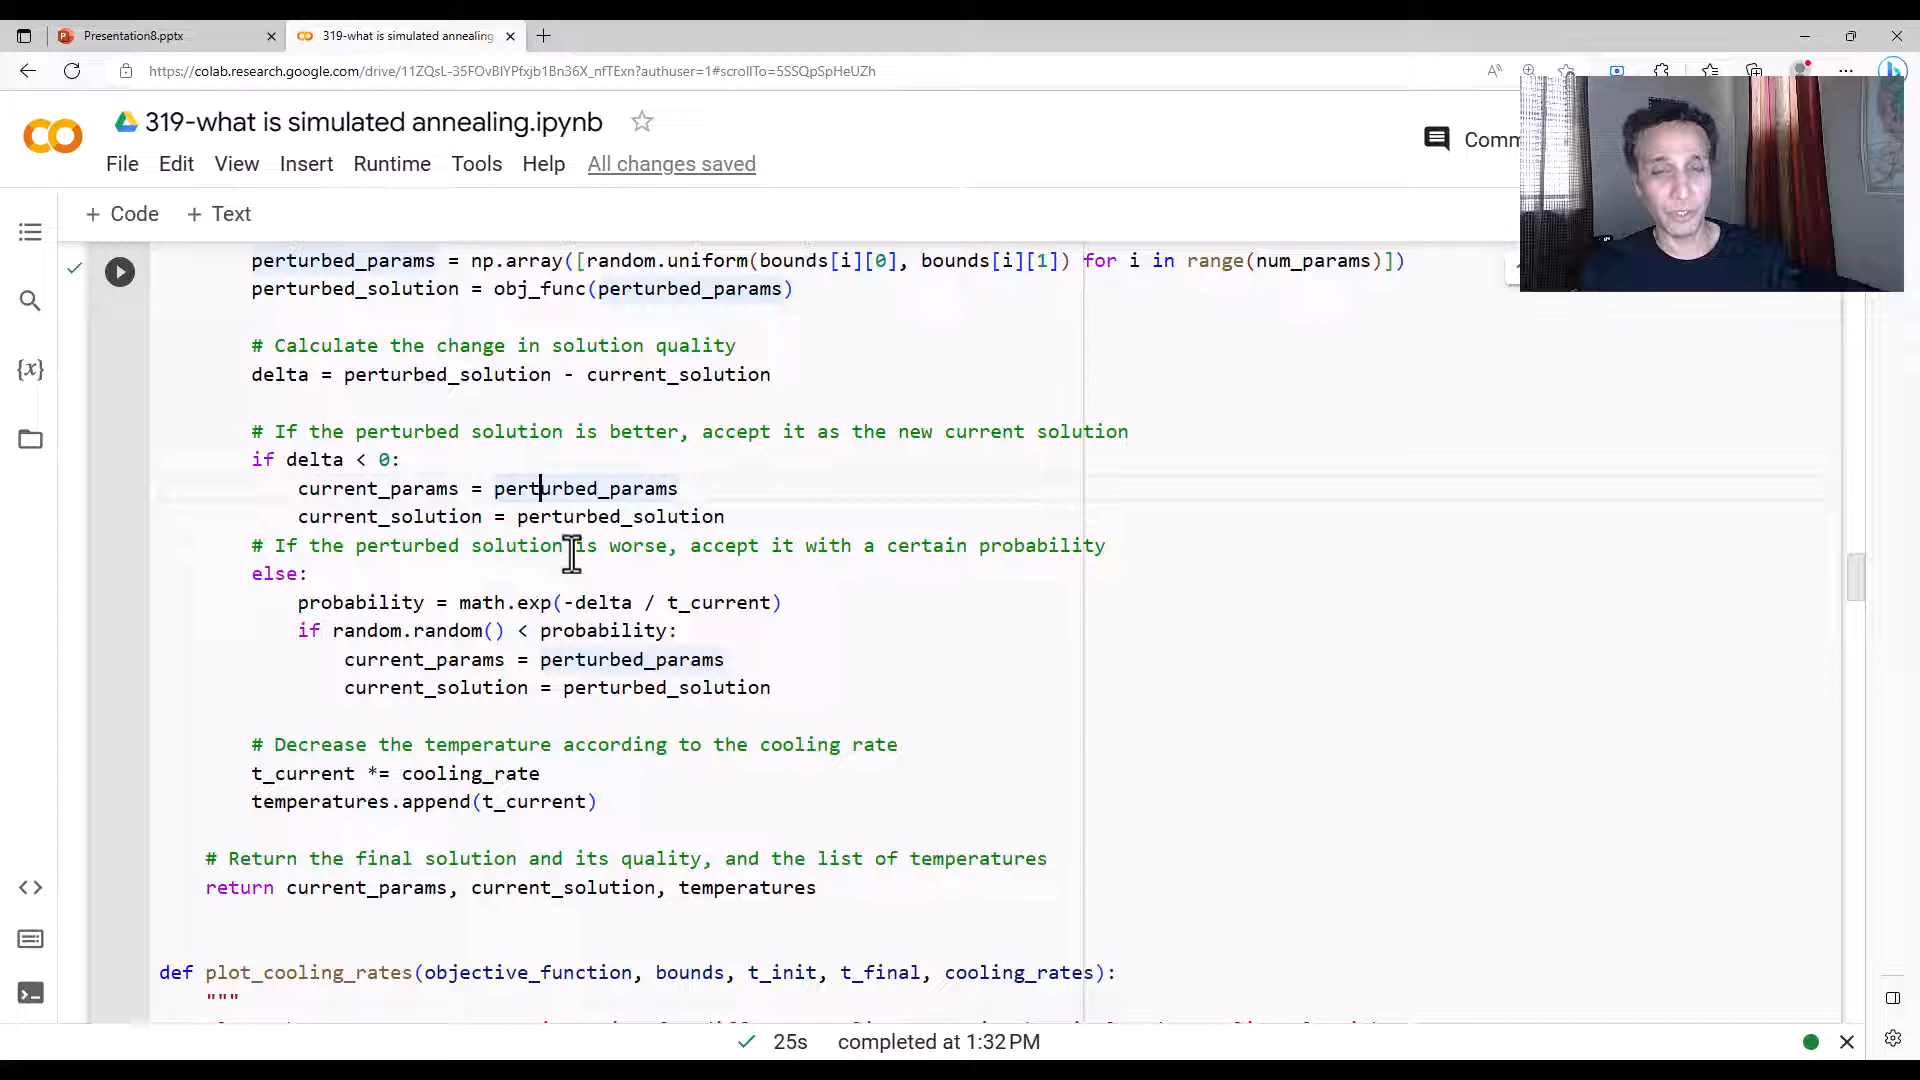 Presentation8.pptx
319-what is simulated annealing
https://colab.research.google.com/drive/11ZQsL-35FOvBlYPfxjb1Bn36X_nfTExn?authuser=1#scrollTo=5SSQpSpHeUZh
319-what is simulated annealing.ipynb
Comm
File Edit View Insert Runtime Tools Help All changes saved
+ Code + Text
perturbed_params = np.array([random.uniform(bounds[i][0], bounds[i][1]) for i in range(num_params)])
perturbed_solution = obj_func(perturbed_params)
# Calculate the change in solution quality
delta = perturbed_solution - current_solution
# If the perturbed solution is better, accept it as the new current solution
if delta < 0:
current_params = perturbed_params
current_solution = perturbed_solution
# If the perturbed solution is worse, accept it with a certain probability
else:
probability = math.exp(-delta / t_current)
if random.random() < probability:
current_params = perturbed_params
current_solution = perturbed_solution
# Decrease the temperature according to the cooling rate
t_current *= cooling_rate
temperatures.append(t_current)
# Return the final solution and its quality, and the list of temperatures
return current_params, current_solution, temperatures
def plot_cooling_rates(objective_function, bounds, t_init, t_final, cooling_rates):
"""
25s completed at 1:32 PM